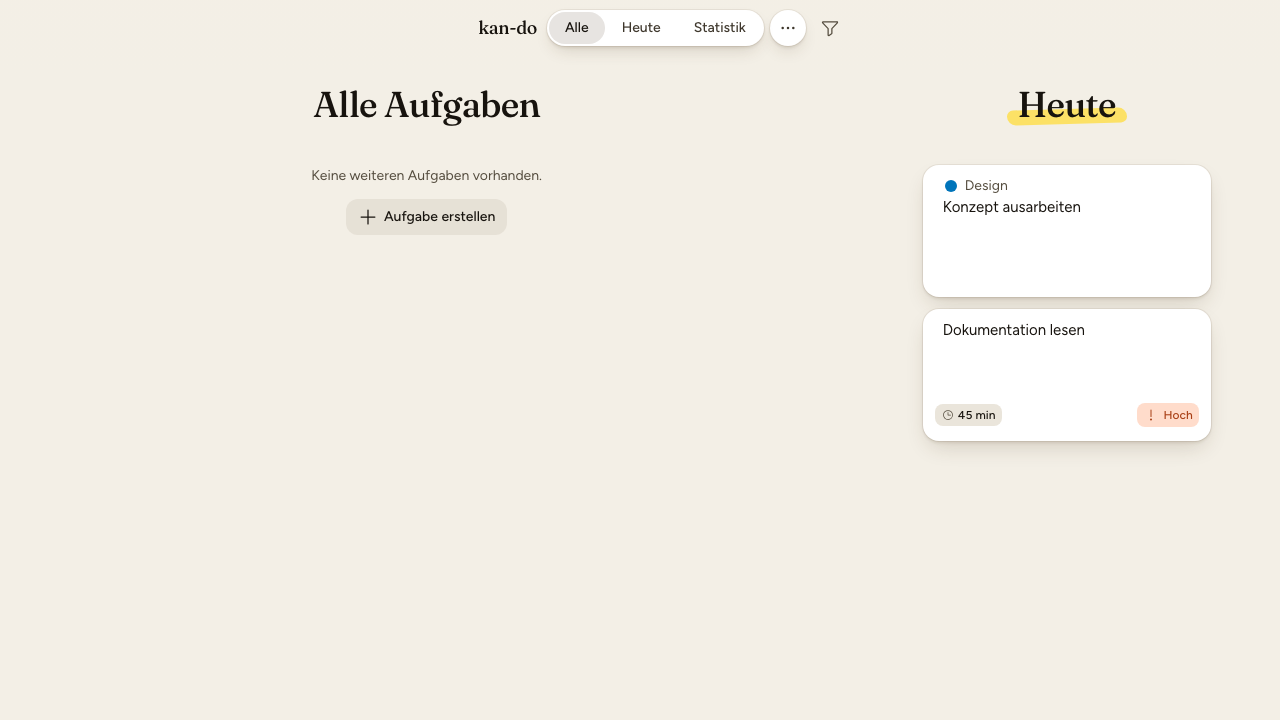 kan-do
Alle
Heute
Statistik
Alle Aufgaben
Keine weiteren Aufgaben vorhanden.
Aufgabe erstellen
Heute
Design
Konzept ausarbeiten
Dokumentation lesen
45 min
Hoch